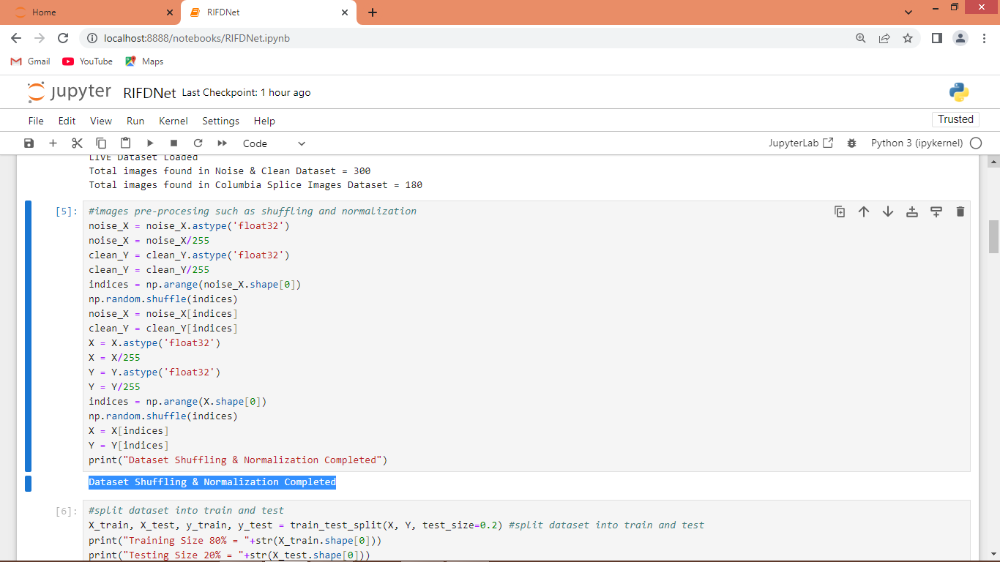 Home
RIFDNet
localhost:8888/notebooks/RIFDNet.ipynb
Gmail
YouTube
Maps
jupyter
RIFDNet Last Checkpoint: 1 hour ago
File Edit View Run Kernel Settings Help
Trusted
Code
JupyterLab
Python 3 (ipykernel)
LIVE Dataset Loaded
Total images found in Noise & Clean Dataset = 300
Total images found in Columbia Splice Images Dataset = 180
[5]:
#images pre-procesing such as shuffling and normalization
noise_X = noise_X.astype('float32')
noise_X = noise_X/255
clean_Y = clean_Y.astype('float32')
clean_Y = clean_Y/255
indices = np.arange(noise_X.shape[0])
np.random.shuffle(indices)
noise_X = noise_X[indices]
clean_Y = clean_Y[indices]
X = X.astype('float32')
X = X/255
Y = Y.astype('float32')
Y = Y/255
indices = np.arange(X.shape[0])
np.random.shuffle(indices)
X = X[indices]
Y = Y[indices]
print("Dataset Shuffling & Normalization Completed")
Dataset Shuffling & Normalization Completed
[6]:
#split dataset into train and test
X_train, X_test, y_train, y_test = train_test_split(X, Y, test_size=0.2) #split dataset into train and test
print("Training Size 80% = "+str(X_train.shape[0]))
print("Testing Size 20% = "+str(X_test.shape[0]))